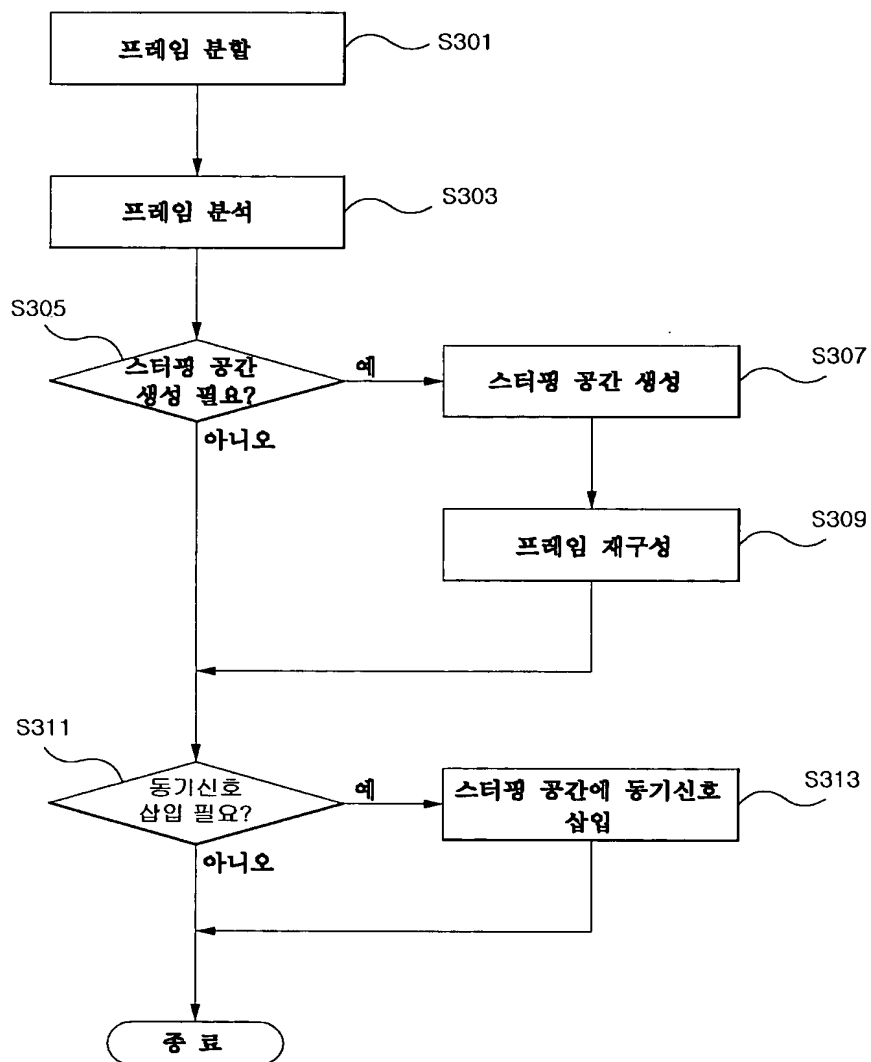 프레임 분할
S301
프레임 분석
S303
S305
스터핑 공간
생성 필요?
예
아니오
스터핑 공간 생성
S307
프레임 재구성
S309
S311
동기신호
삽입 필요?
예
아니오
스터핑 공간에 동기신호
삽입
S313
종 료